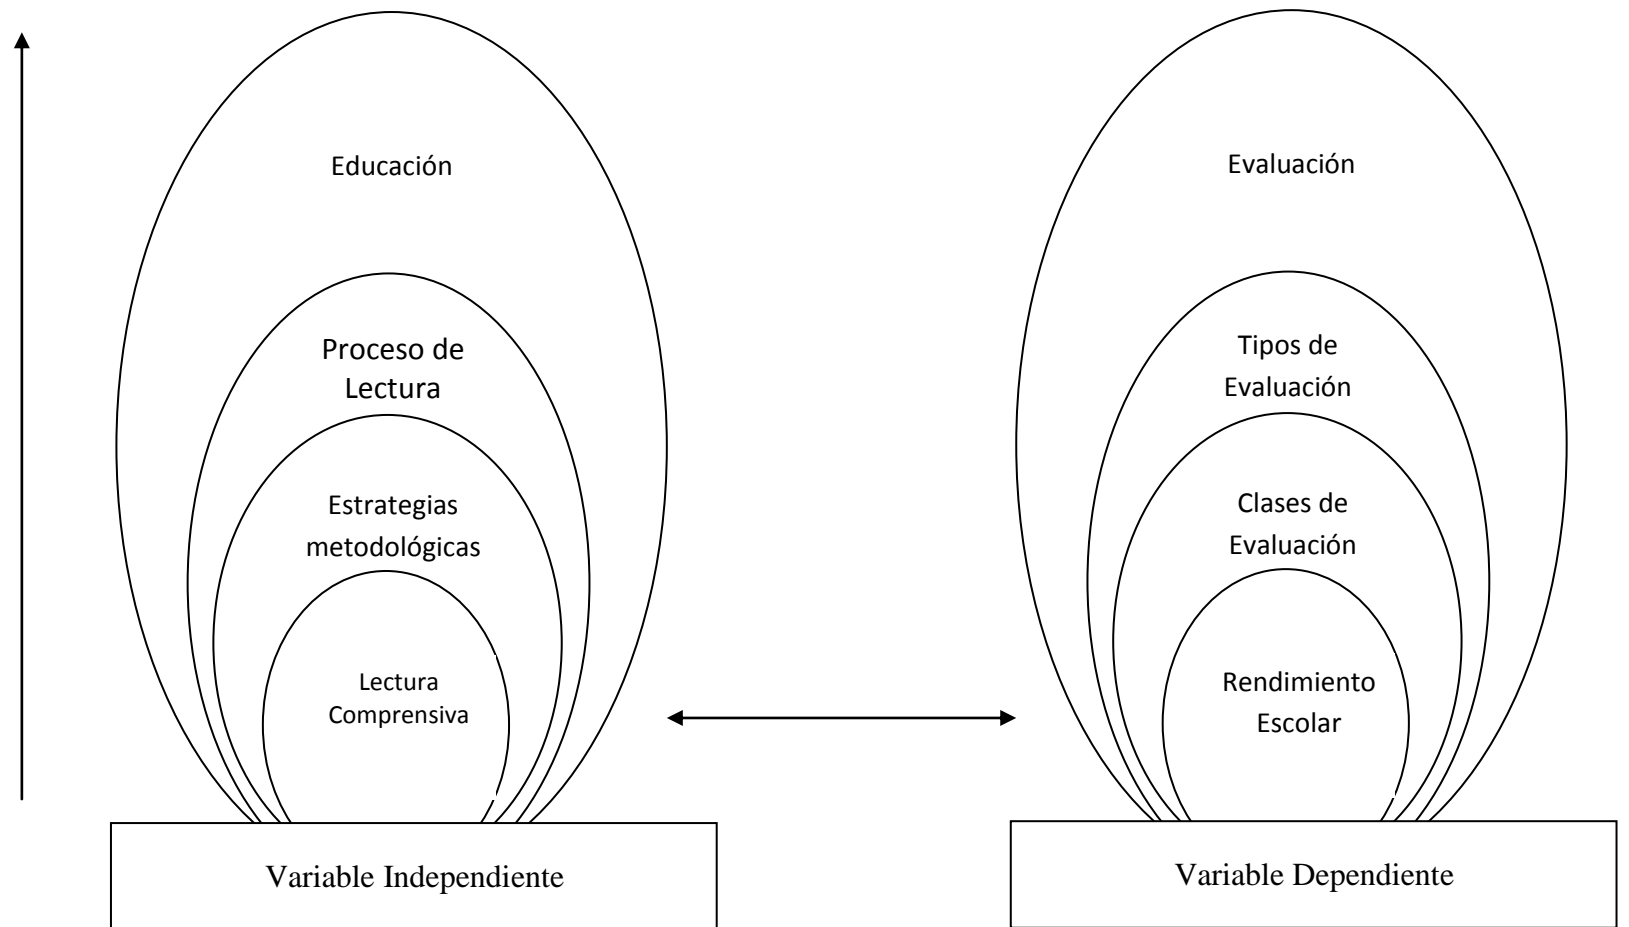 Educación
Proceso de
Lectura
Estrategias
metodológicas
Lectura
Comprensiva
Variable Independiente
Evaluación
Tipos de
Evaluación
Clases de
Evaluación
Rendimiento
Escolar
Variable Dependiente